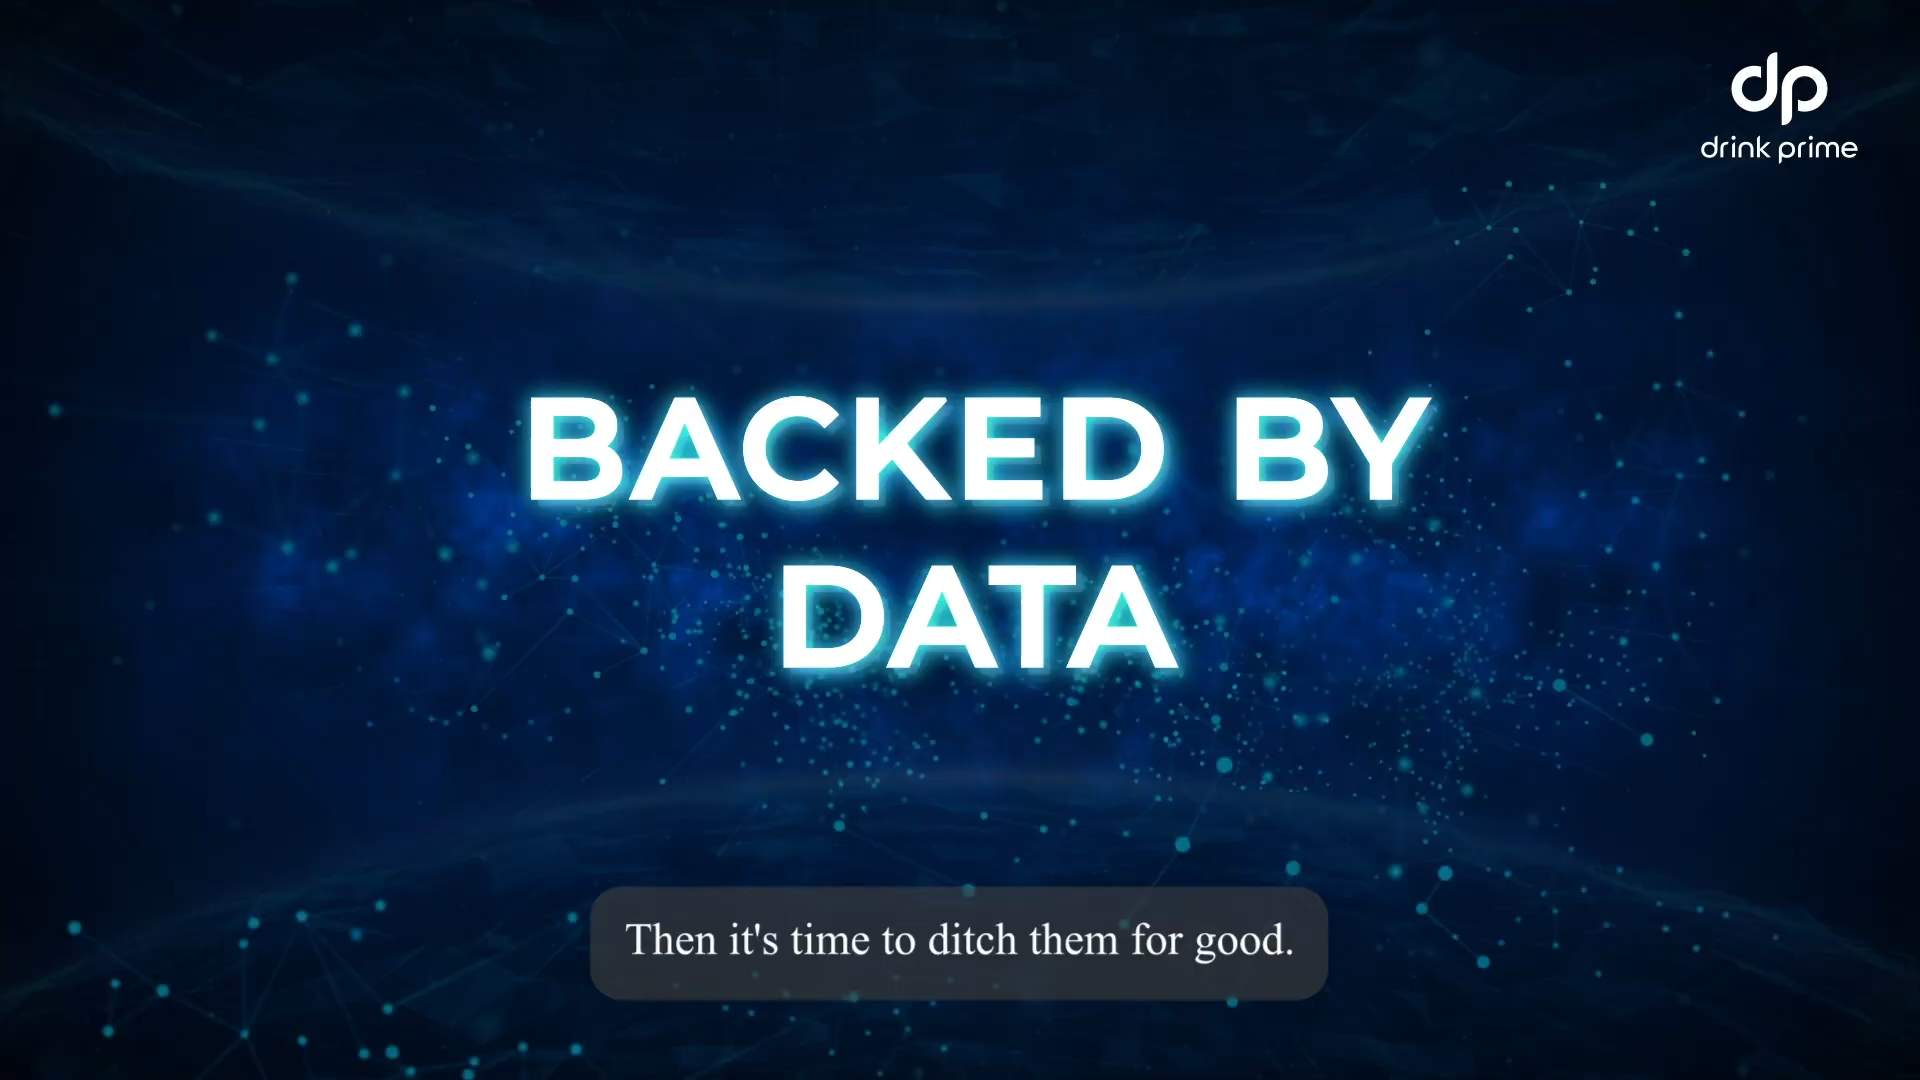 dp
drink prime
BACKED BY
DATA
Then it's time to ditch them for good.